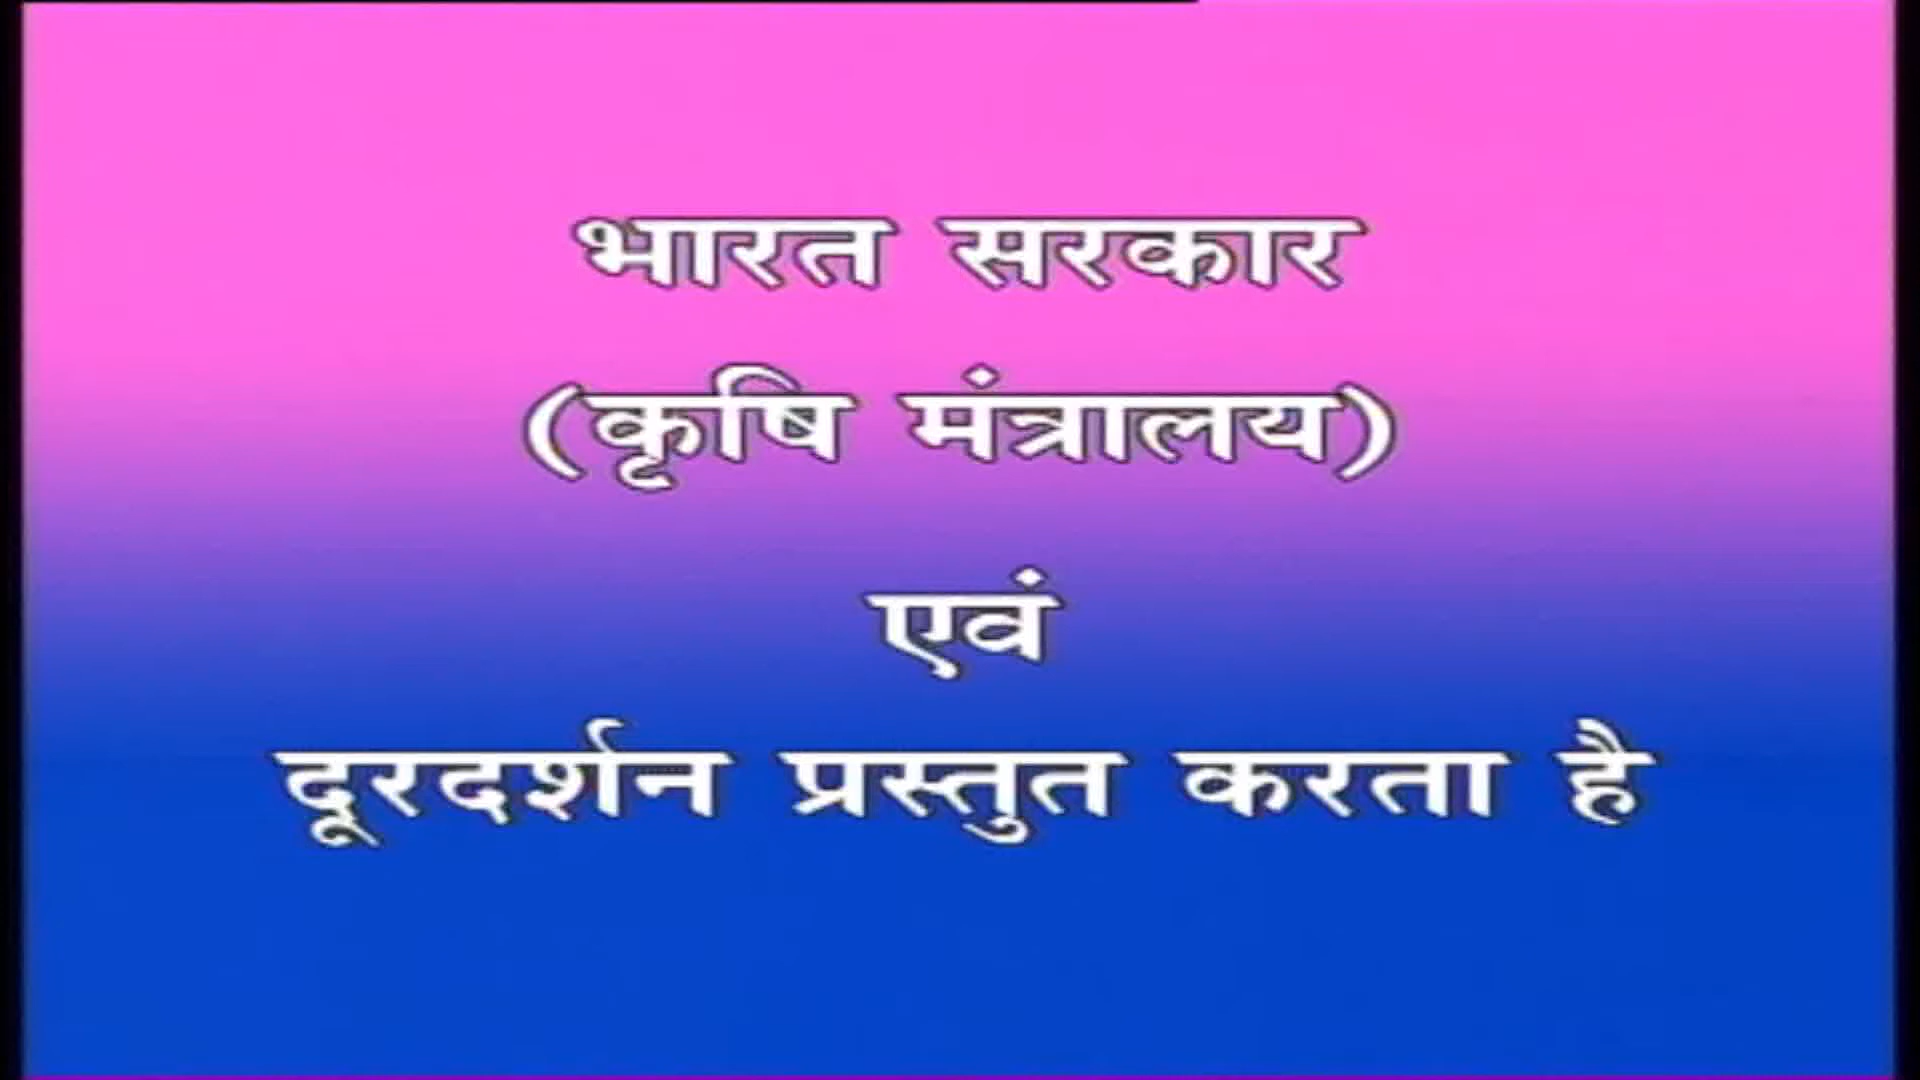 भारत सरकार
(कृषि मंत्रालय)
एवं
दूरदर्शन प्रस्तुत करता है